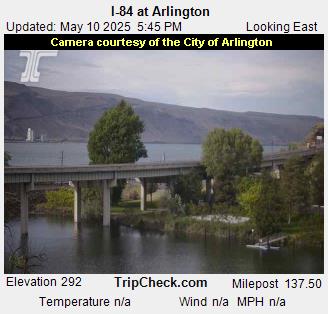 I-84 at Arlington
Updated: May 10 2025 5:45 PM Looking East
Camera courtesy of the City of Arlington
Elevation 292 TripCheck.com Milepost 137.50
Temperature n/a Wind n/a MPH n/a